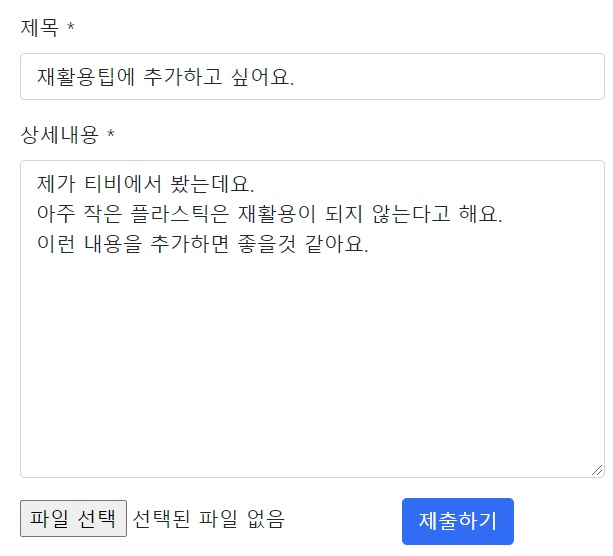 제목 *
재활용팁에 추가하고 싶어요.
상세내용 *
제가 티비에서 봤는데요.
아주 작은 플라스틱은 재활용이 되지 않는다고 해요.
이런 내용을 추가하면 좋을것 같아요.
파일 선택 선택된 파일 없음 제출하기